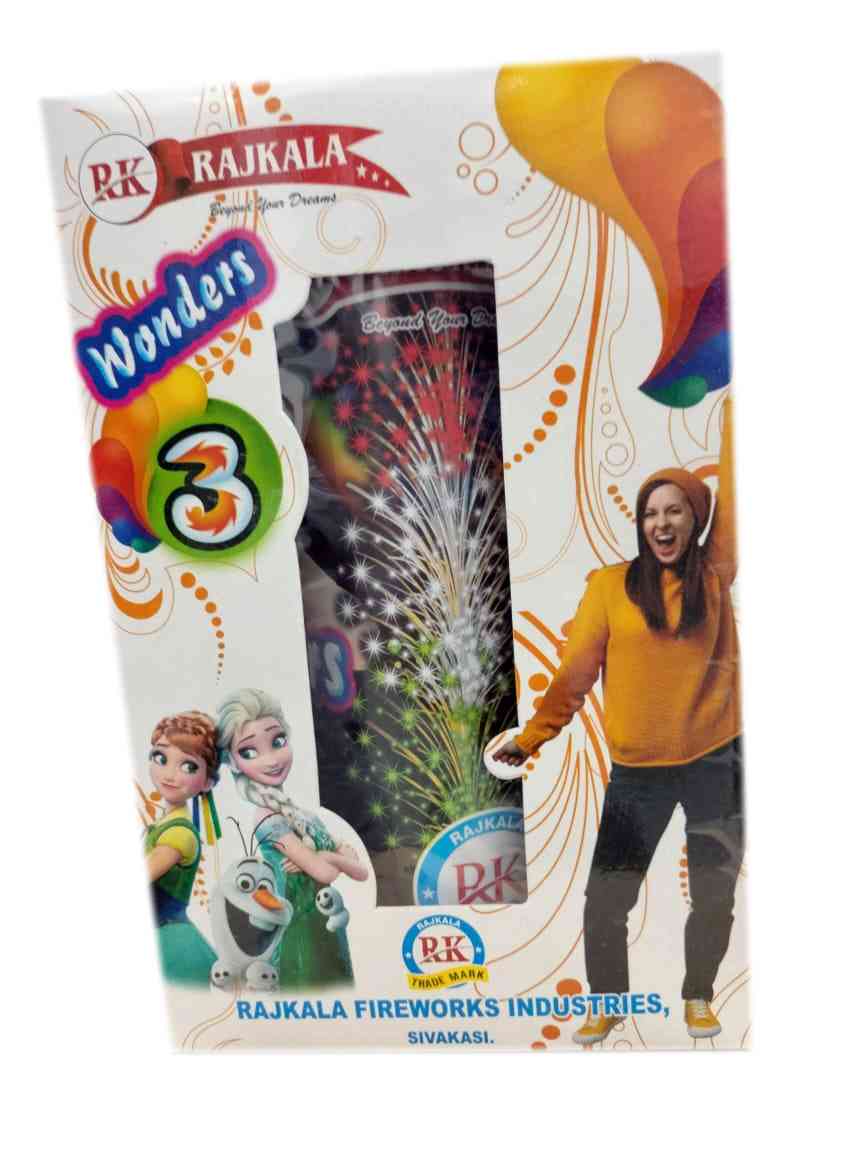 RK RAJKALA
Beyond Your Dreams
Wonders
3
Beyond Your
RAJKALA
RK
RAJKALA
RK
TRADE MARK
RAJKALA FIREWORKS INDUSTRIES,
SIVAKASI.